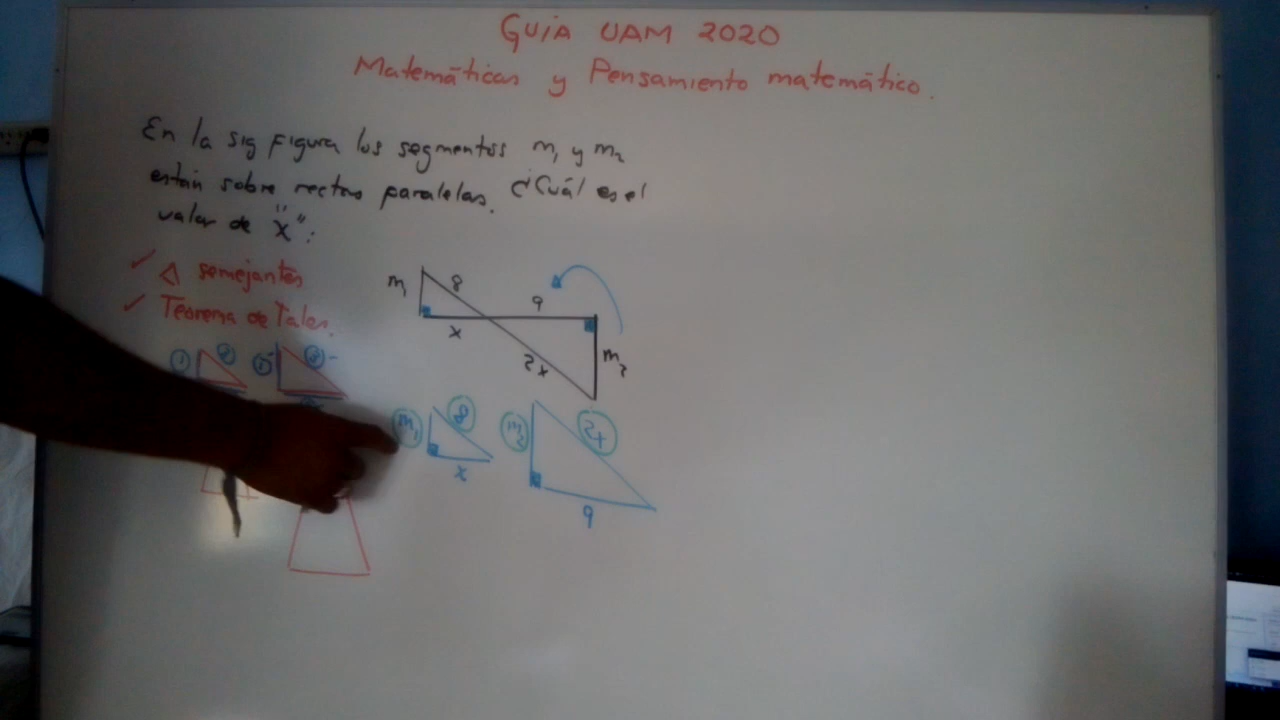 GUIA UAM 2020
Matemáticas y Pensamiento matemático.
En la sig figura los segmentos m₁ y m₂
están sobre rectas paralelas. ¿Cuál es el
valor de "x":
✓ Δ semejantes
✓ Teorema de Tales.
m₁ 8 9
x
2x m₂
m₁ 8 m₂ 2x
x
9